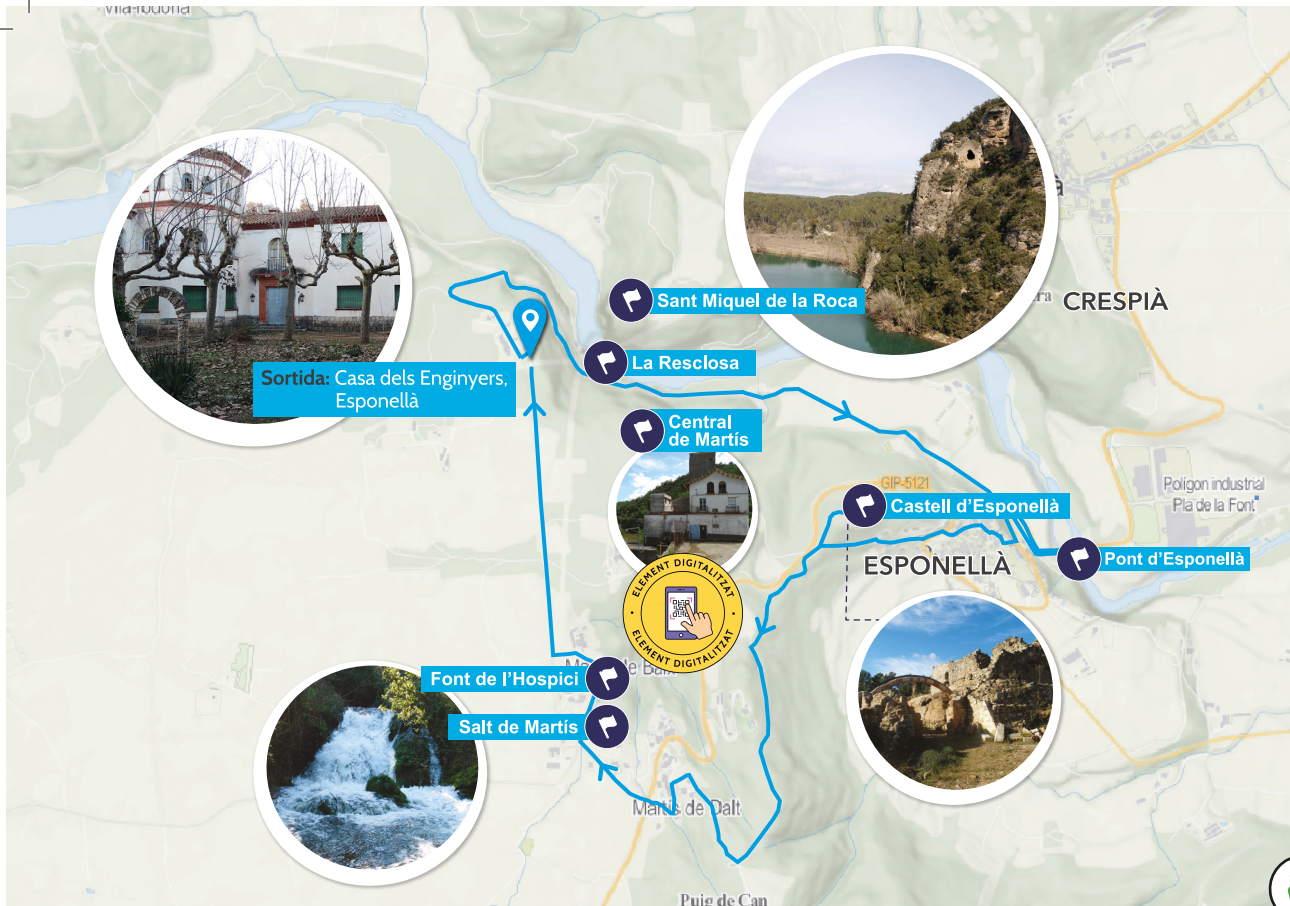 Vila-rodona
Sant Miquel de la Roca
CRESPIÀ
La Resclosa
Sortida: Casa dels Enginyers,
Esponellà
Central
de Martís
GIP-5121
Castell d'Esponellà
Polígon industrial
Pla de la Font
ESPONELLÀ
Pont d'Esponellà
ELEMENT DIGITALITZAT
ELEMENT DIGITALITZAT
Font de l'Hospici
Salt de Martís
Martís de Dalt
Puig de Can